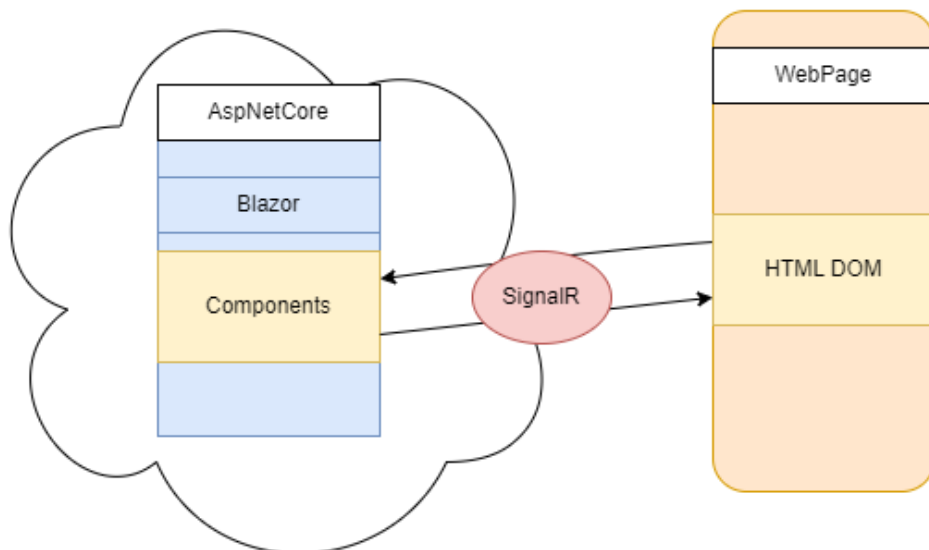 AspNetCore
WebPage
Blazor
Components
SignalR
HTML DOM